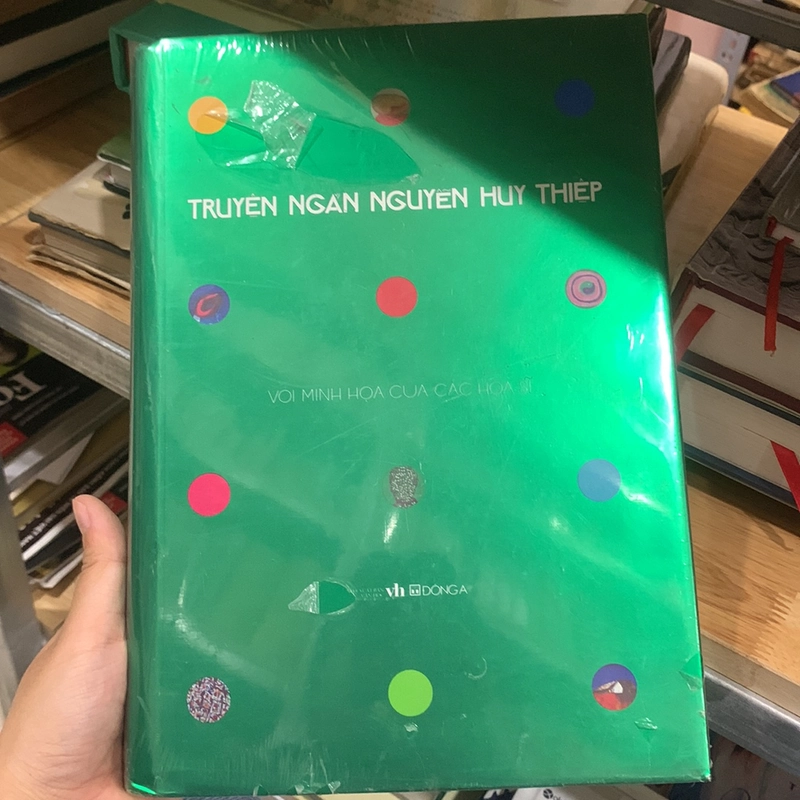 TRUYỆN NGẮN NGUYỄN HUY THIỆP
VỚI MINH HỌA CỦA CÁC HỌA SĨ
vh ĐÔNG A